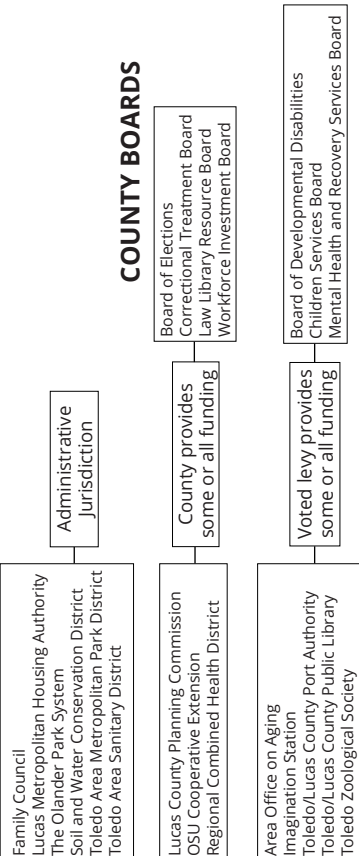 COUNTY BOARDS
Family Council
Lucas Metropolitan Housing Authority
The Olander Park System
Soil and Water Conservation District
Toledo Area Metropolitan Park District
Toledo Area Sanitary District
Administrative
Jurisdiction
Lucas County Planning Commission
OSU Cooperative Extension
Regional Combined Health District
County provides
some or all funding
Board of Elections
Correctional Treatment Board
Law Library Resource Board
Workforce Investment Board
Area Office on Aging
Imagination Station
Toledo/Lucas County Port Authority
Toledo/Lucas County Public Library
Toledo Zoological Society
Voted levy provides
some or all funding
Board of Developmental Disabilities
Children Services Board
Mental Health and Recovery Services Board